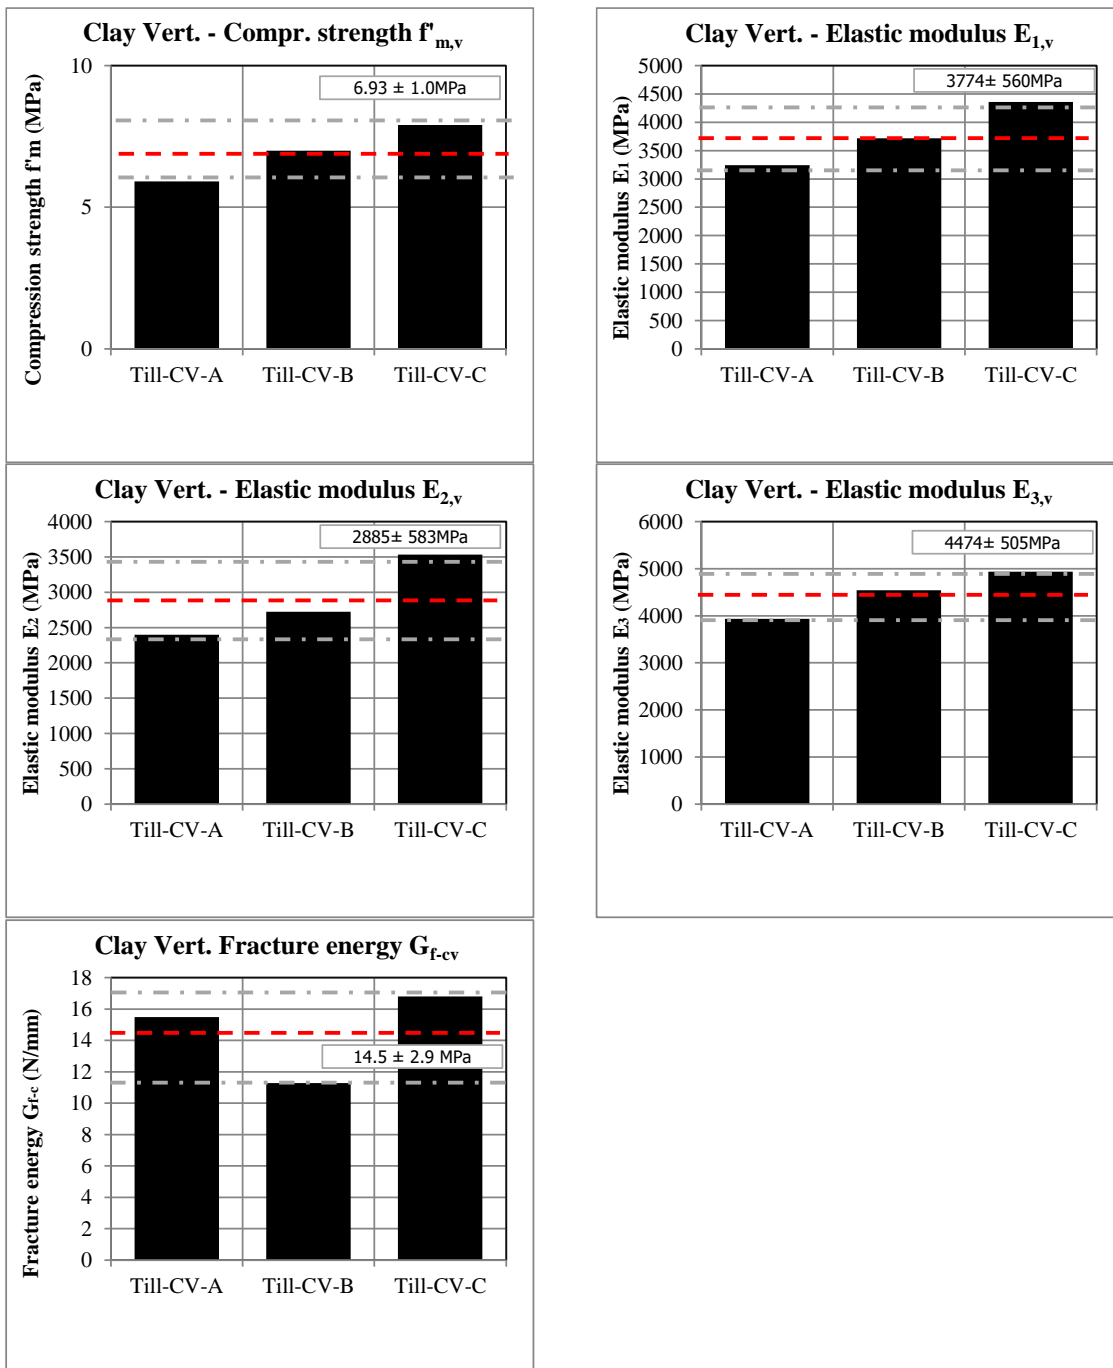 Clay Vert. - Compr. strength f'm,v
6.93 ± 1.0MPa
Compression strength f'm (MPa)
10
5
0
Till-CV-A Till-CV-B Till-CV-C
Clay Vert. - Elastic modulus E1,v
3774± 560MPa
Elastic modulus E1 (MPa)
5000
4500
4000
3500
3000
2500
2000
1500
1000
500
0
Till-CV-A Till-CV-B Till-CV-C
Clay Vert. - Elastic modulus E2,v
2885± 583MPa
Elastic modulus E2 (MPa)
4000
3500
3000
2500
2000
1500
1000
500
0
Till-CV-A Till-CV-B Till-CV-C
Clay Vert. - Elastic modulus E3,v
4474± 505MPa
Elastic modulus E3 (MPa)
6000
5000
4000
3000
2000
1000
0
Till-CV-A Till-CV-B Till-CV-C
Clay Vert. Fracture energy Gf-cv
14.5 ± 2.9 MPa
Fracture energy Gf-c (N/mm)
18
16
14
12
10
8
6
4
2
0
Till-CV-A Till-CV-B Till-CV-C